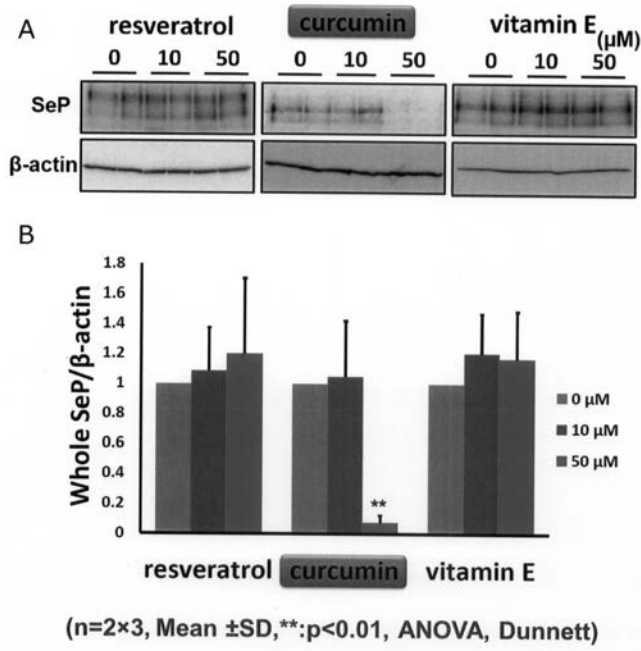 A
resveratrol curcumin vitamin E (μM)
0 10 50 0 10 50 0 10 50
SeP
β-actin
B
Whole SeP/β-actin
1.8
1.6
1.4
1.2
1
0.8
0.6
0.4
0.2
0
**
0 μM
10 μM
50 μM
resveratrol curcumin vitamin E
(n=2×3, Mean ±SD,**:p<0.01, ANOVA, Dunnett)